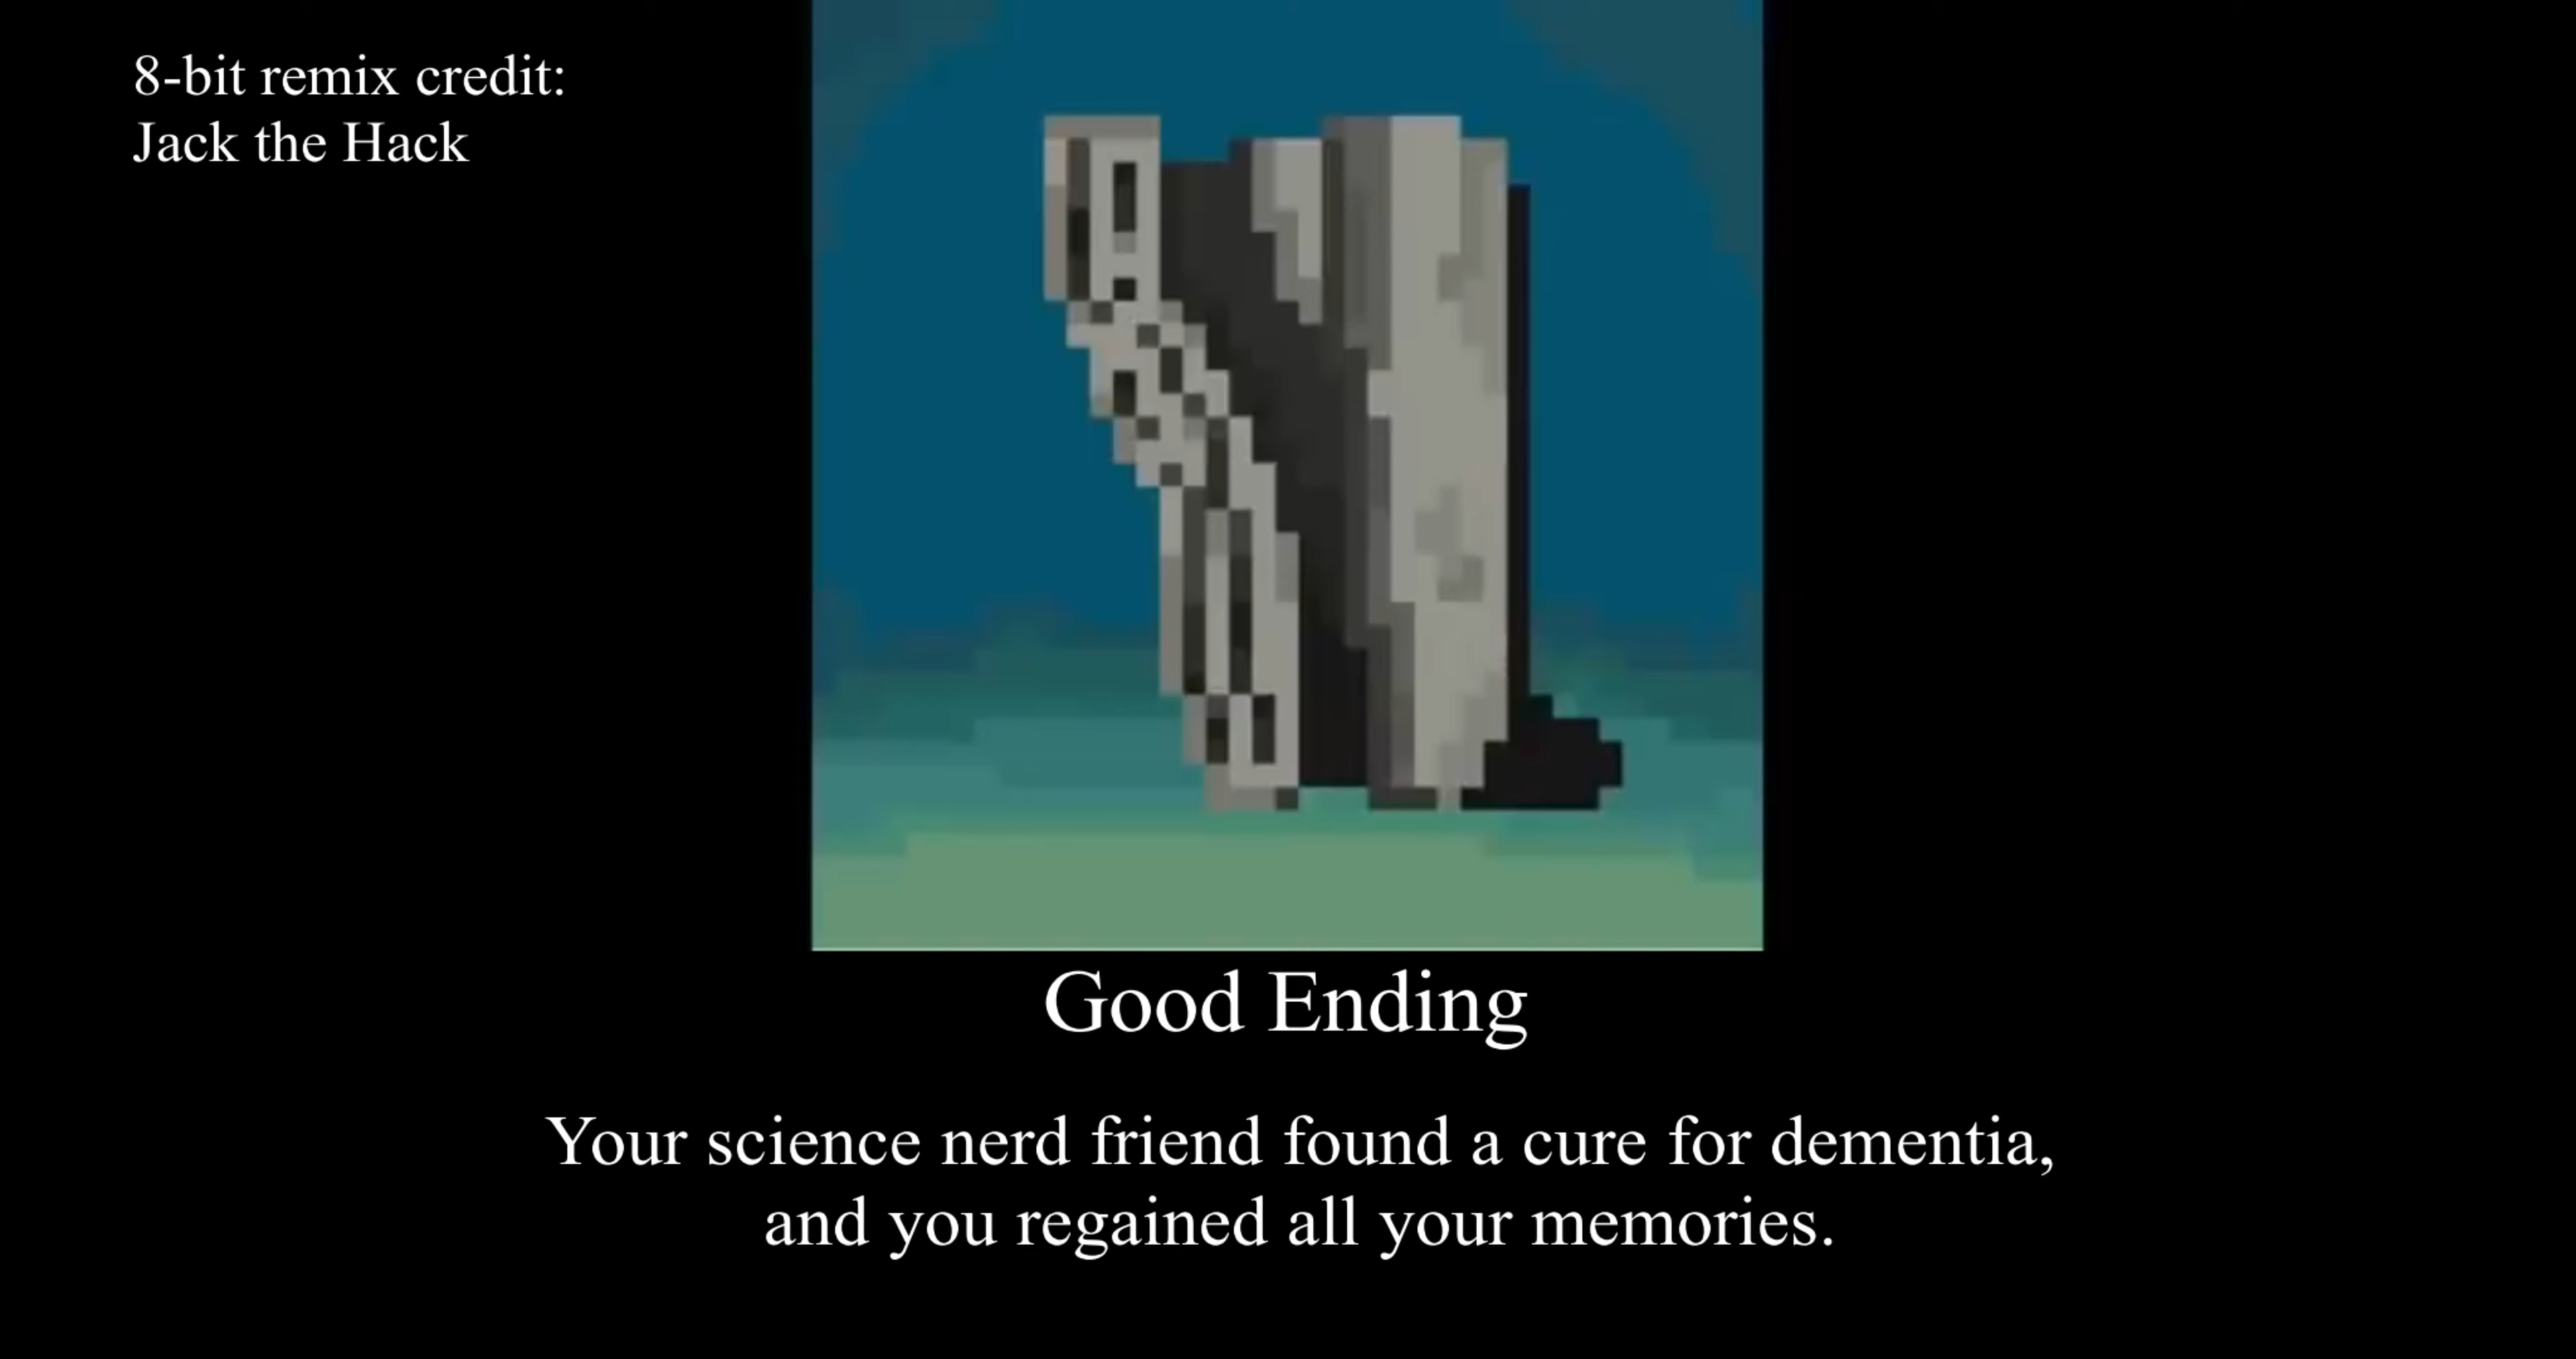 8-bit remix credit:
Jack the Hack
Good Ending
Your science nerd friend found a cure for dementia,
and you regained all your memories.